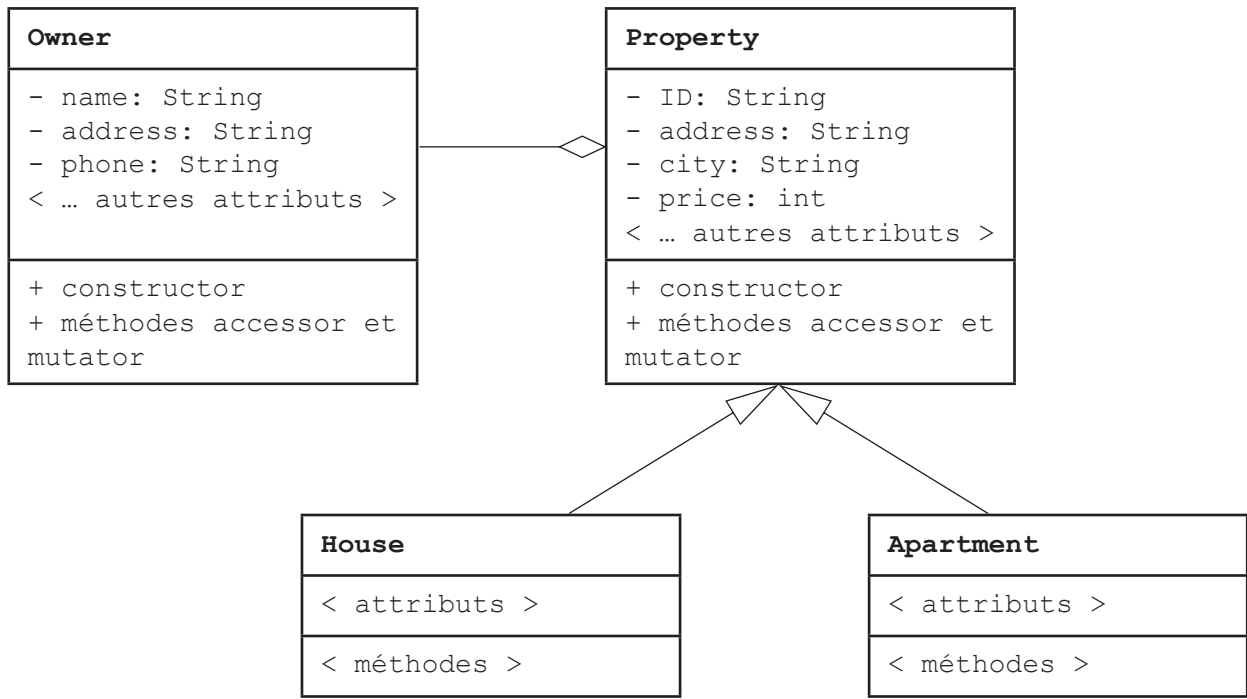 Owner
- name: String
- address: String
- phone: String
< … autres attributs >
+ constructor
+ méthodes accessor et
mutator
Property
- ID: String
- address: String
- city: String
- price: int
< … autres attributs >
+ constructor
+ méthodes accessor et
mutator
House
< attributs >
< méthodes >
Apartment
< attributs >
< méthodes >